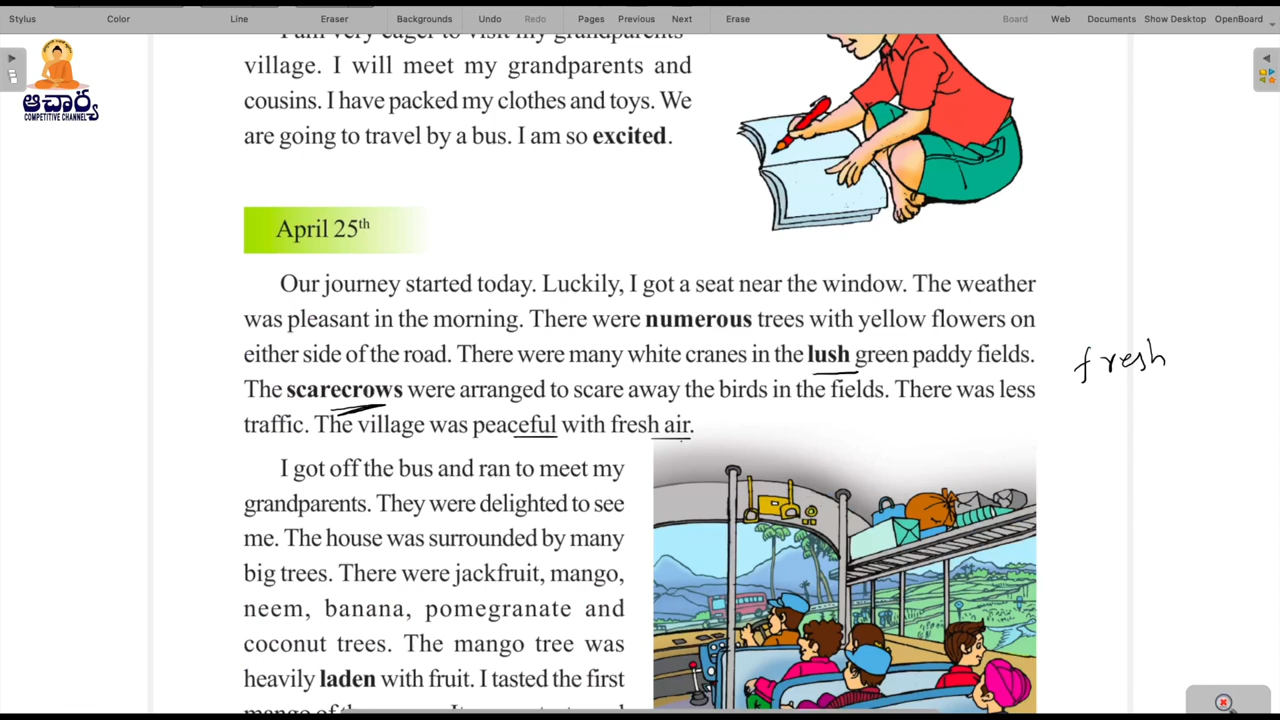 Stylus Color Line Eraser Backgrounds Undo Redo Pages Previous Next Erase Board Web Documents Show Desktop OpenBoard
ఆచార్య
COMPETITIVE CHANNEL
I am very eager to visit my grandparents'
village. I will meet my grandparents and
cousins. I have packed my clothes and toys. We
are going to travel by a bus. I am so excited.
April 25th
Our journey started today. Luckily, I got a seat near the window. The weather
was pleasant in the morning. There were numerous trees with yellow flowers on
either side of the road. There were many white cranes in the lush green paddy fields.
fresh
The scarecrows were arranged to scare away the birds in the fields. There was less
traffic. The village was peaceful with fresh air.
I got off the bus and ran to meet my
grandparents. They were delighted to see
me. The house was surrounded by many
big trees. There were jackfruit, mango,
neem, banana, pomegranate and
coconut trees. The mango tree was
heavily laden with fruit. I tasted the first